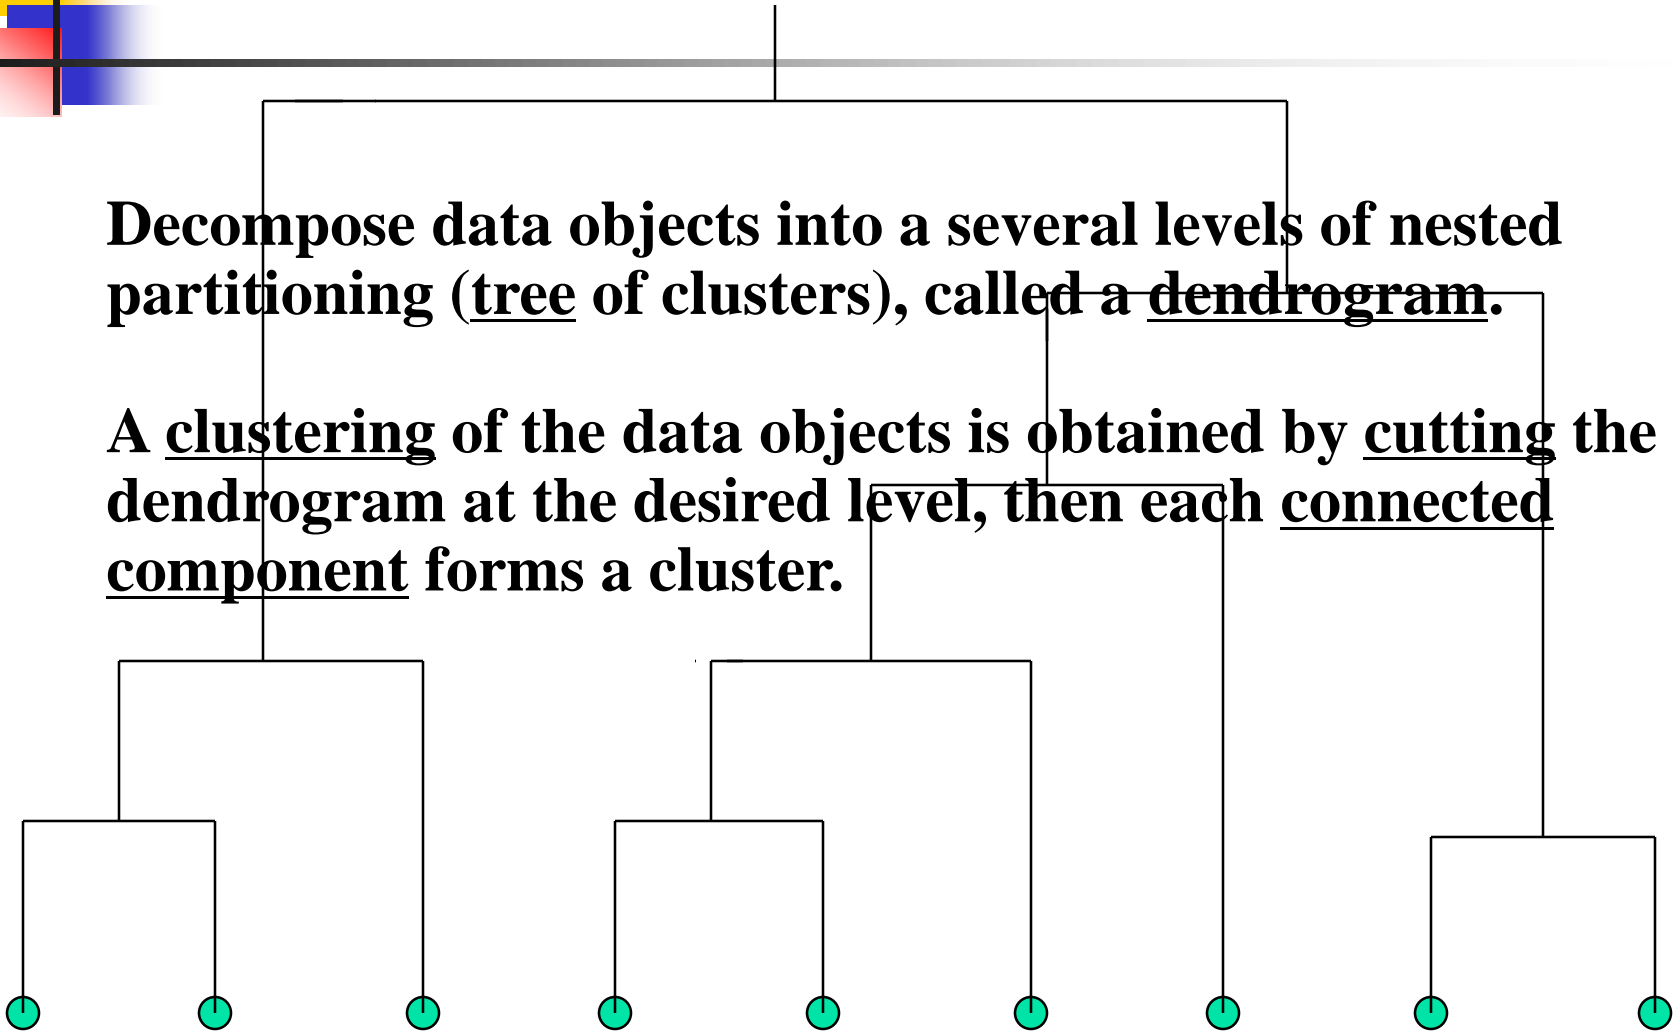 Decompose data objects into a several levels of nested
partitioning (tree of clusters), called a dendrogram.
A clustering of the data objects is obtained by cutting the
dendrogram at the desired level, then each connected
component forms a cluster.